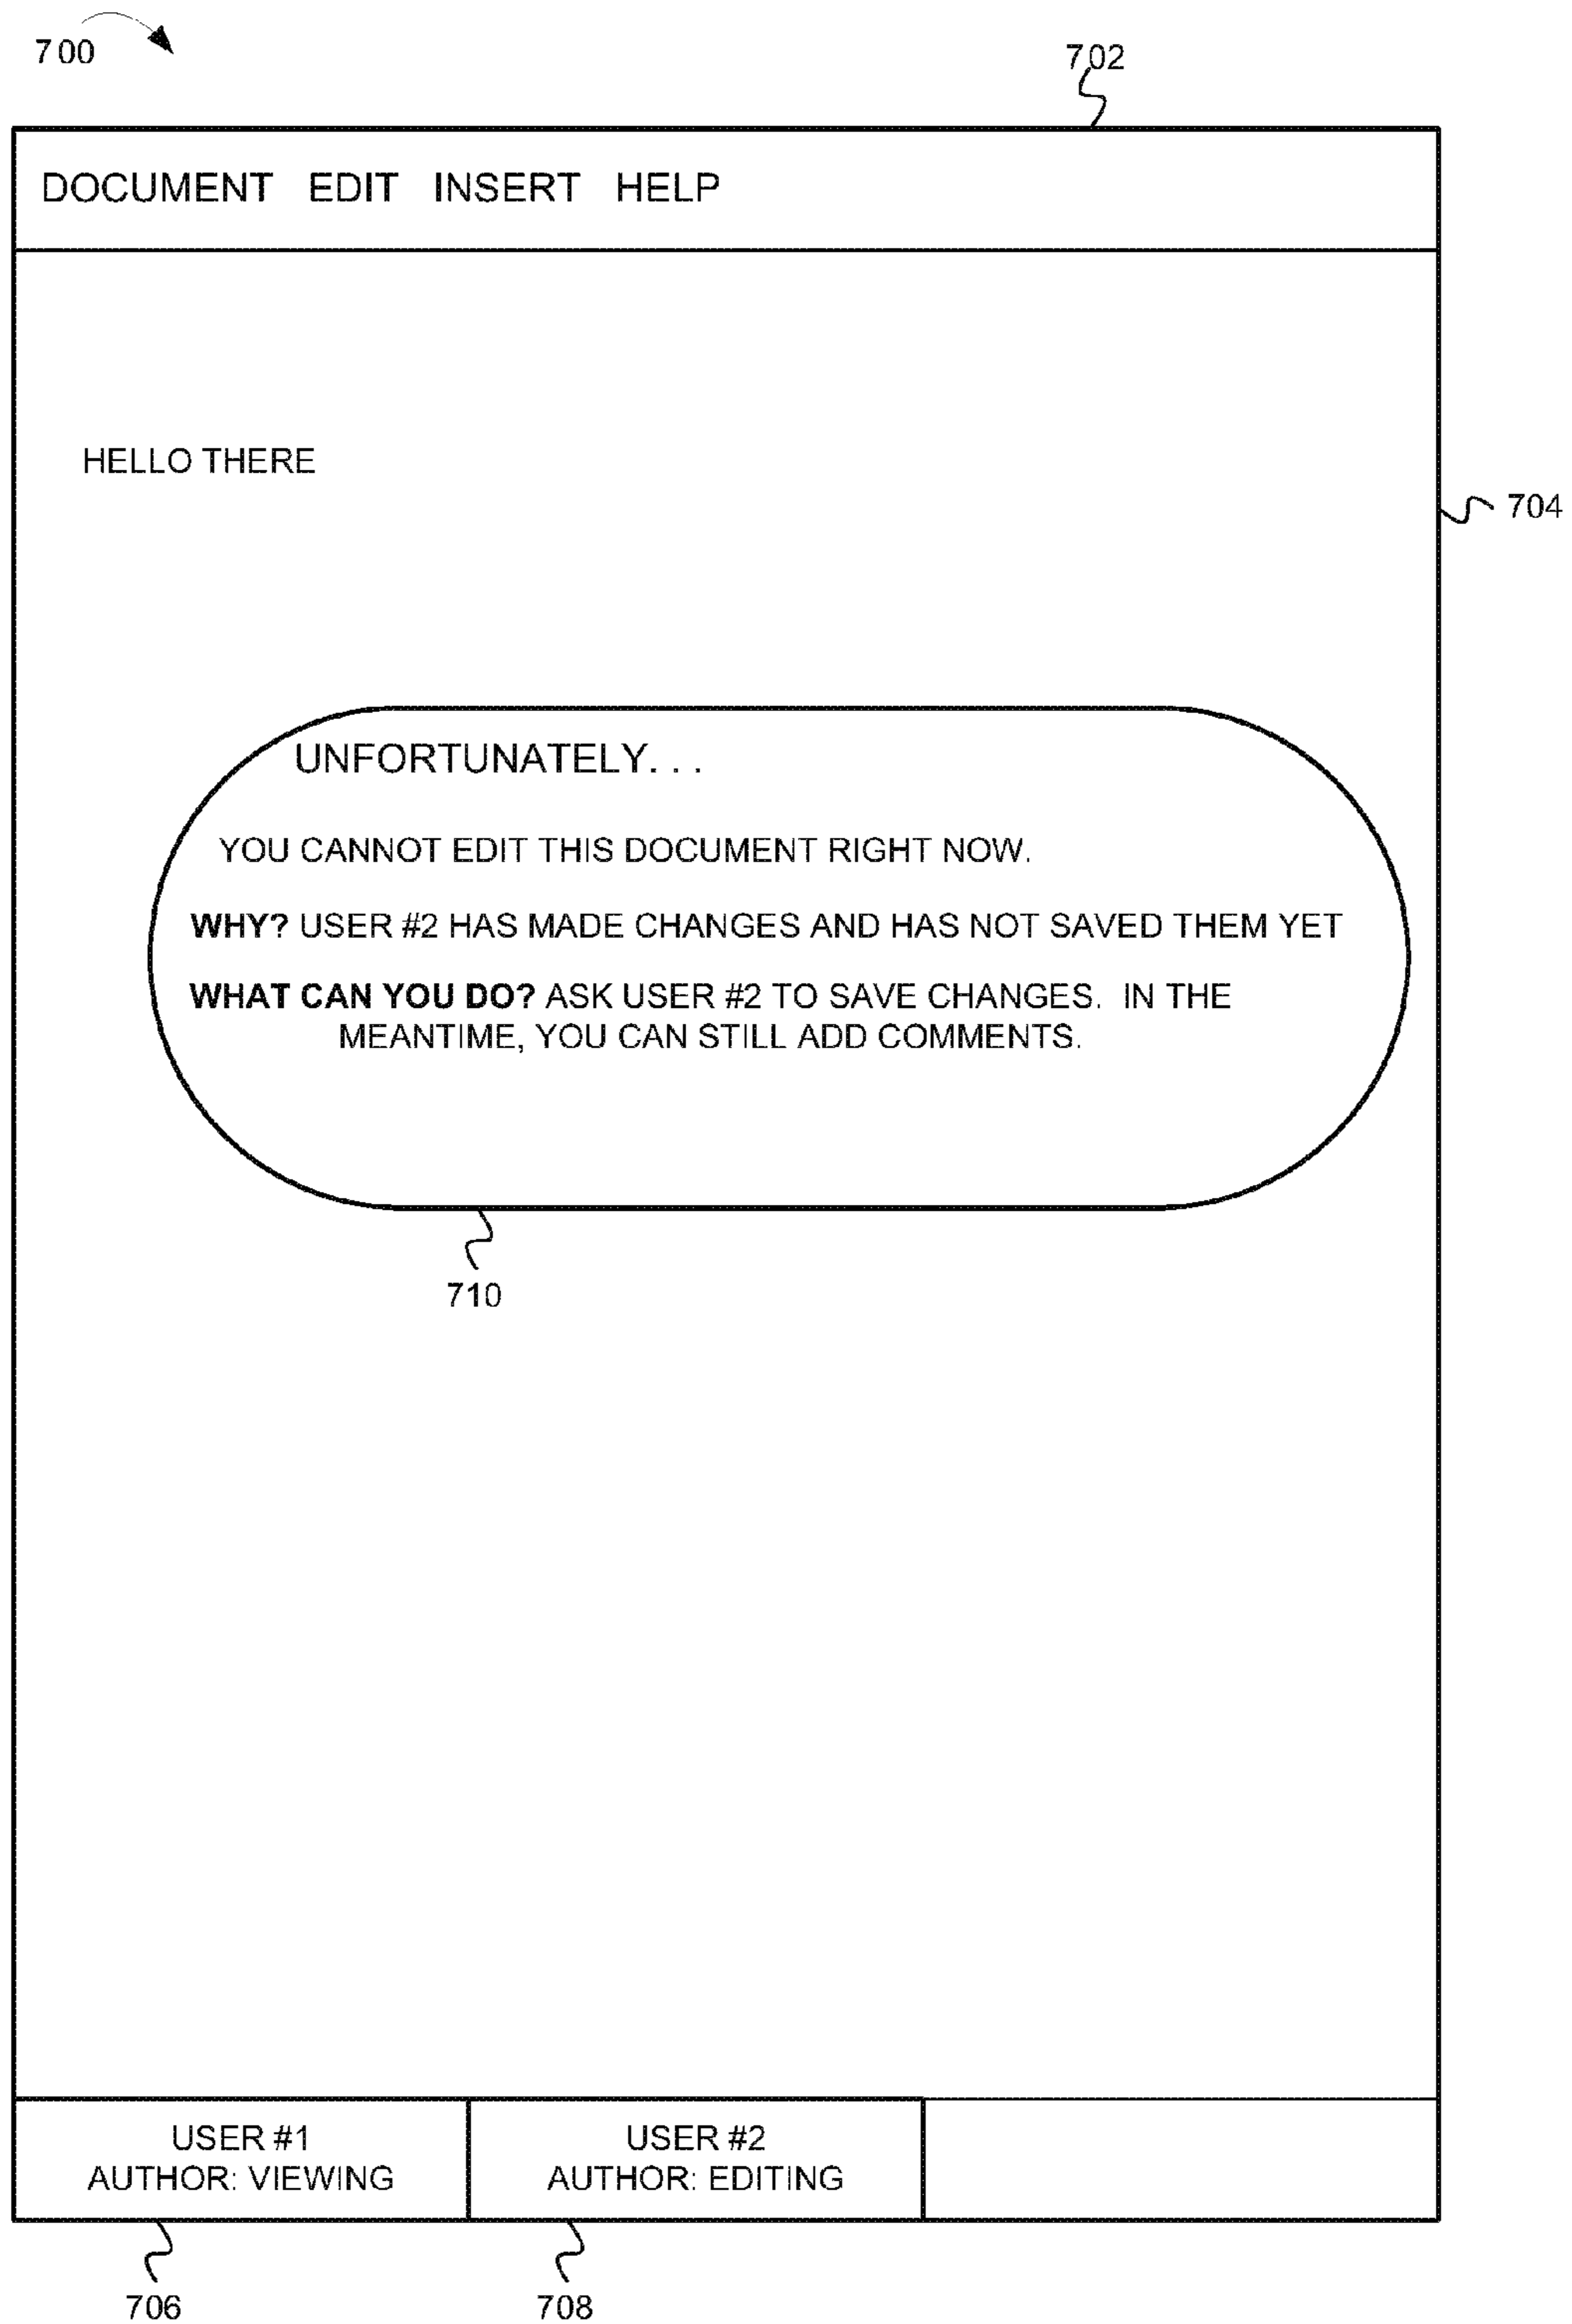 700
702
DOCUMENT EDIT INSERT HELP
HELLO THERE
704
UNFORTUNATELY. . .
YOU CANNOT EDIT THIS DOCUMENT RIGHT NOW.
WHY? USER #2 HAS MADE CHANGES AND HAS NOT SAVED THEM YET
WHAT CAN YOU DO? ASK USER #2 TO SAVE CHANGES. IN THE
MEANTIME, YOU CAN STILL ADD COMMENTS.
710
USER #1
AUTHOR: VIEWING
USER #2
AUTHOR: EDITING
706
708